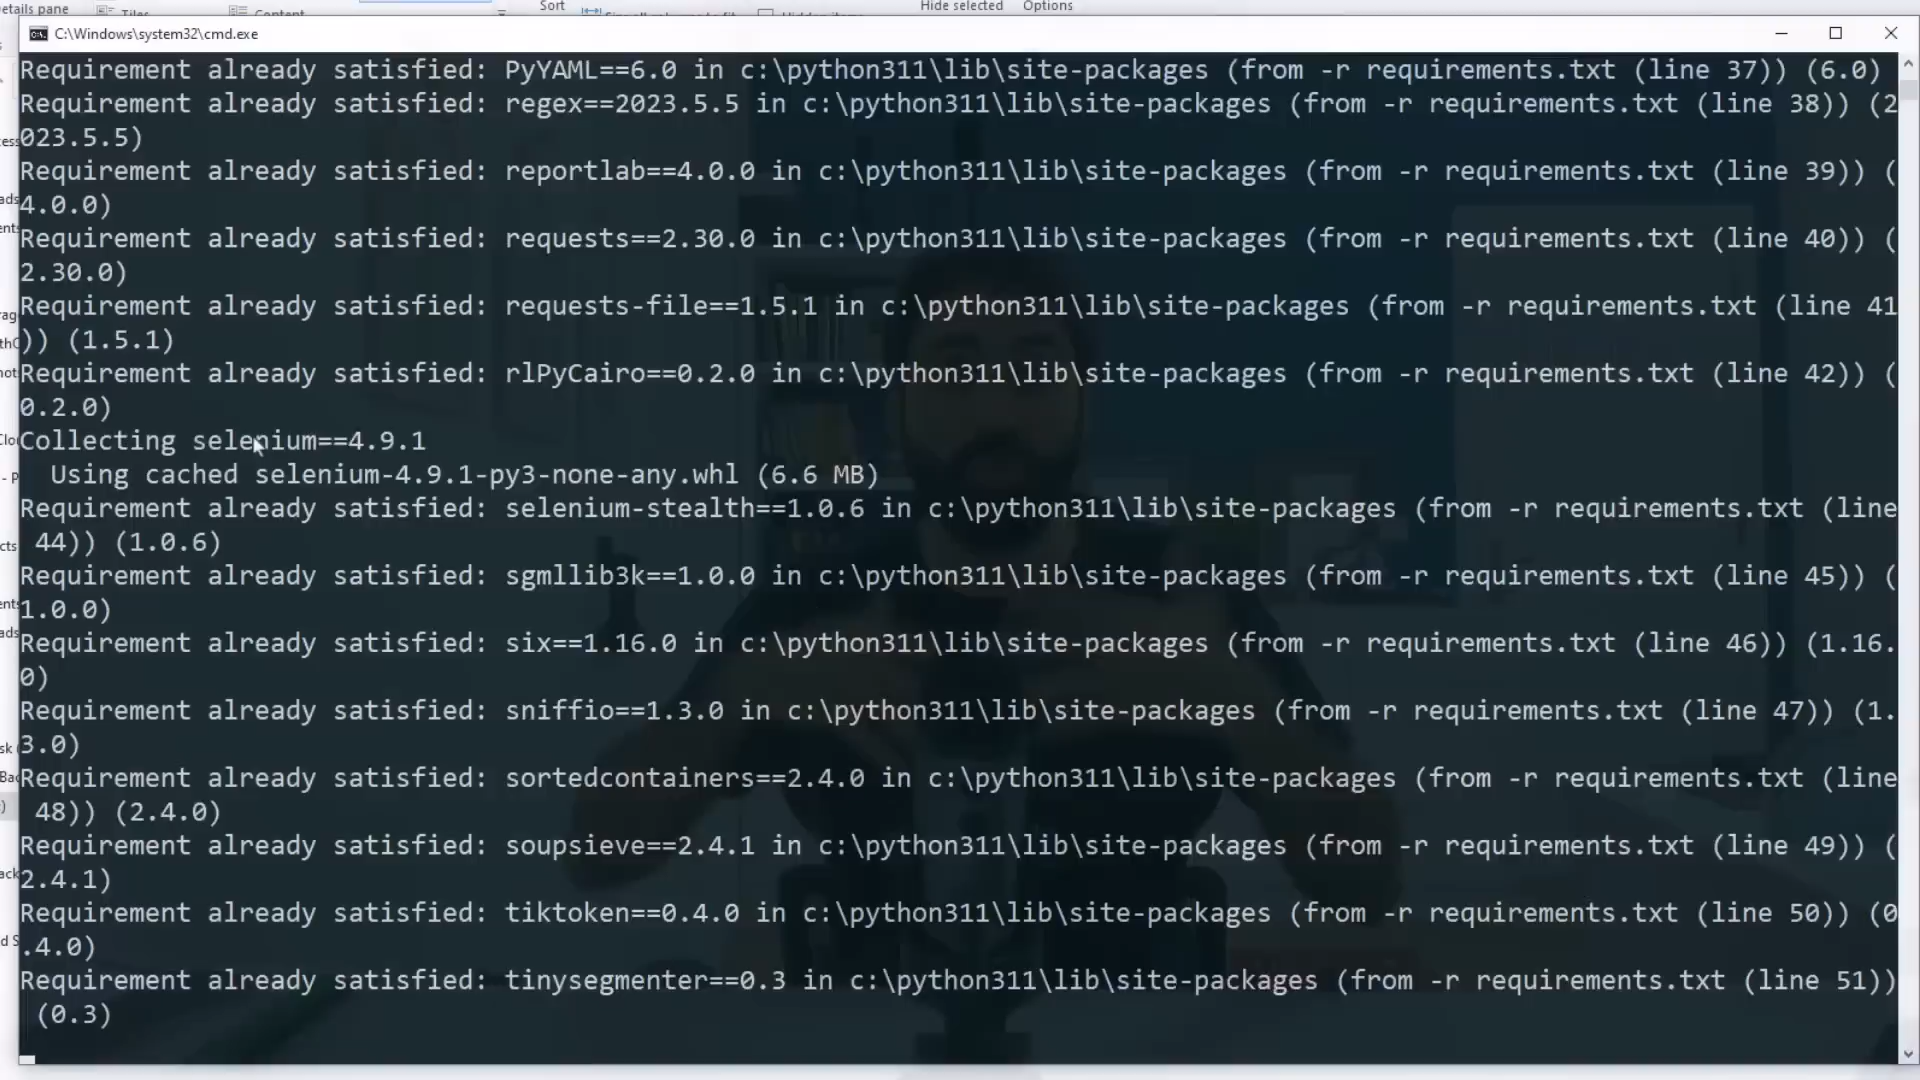 etails pane
Tiles
Content
Sort
Hide selected
Options
C:\Windows\system32\cmd.exe
Requirement already satisfied: PyYAML==6.0 in c:\python311\lib\site-packages (from -r requirements.txt (line 37)) (6.0)
Requirement already satisfied: regex==2023.5.5 in c:\python311\lib\site-packages (from -r requirements.txt (line 38)) (2
023.5.5)
Requirement already satisfied: reportlab==4.0.0 in c:\python311\lib\site-packages (from -r requirements.txt (line 39)) (
4.0.0)
Requirement already satisfied: requests==2.30.0 in c:\python311\lib\site-packages (from -r requirements.txt (line 40)) (
2.30.0)
Requirement already satisfied: requests-file==1.5.1 in c:\python311\lib\site-packages (from -r requirements.txt (line 41
)) (1.5.1)
Requirement already satisfied: rlPyCairo==0.2.0 in c:\python311\lib\site-packages (from -r requirements.txt (line 42)) (
0.2.0)
Collecting selenium==4.9.1
  Using cached selenium-4.9.1-py3-none-any.whl (6.6 MB)
Requirement already satisfied: selenium-stealth==1.0.6 in c:\python311\lib\site-packages (from -r requirements.txt (line
 44)) (1.0.6)
Requirement already satisfied: sgmllib3k==1.0.0 in c:\python311\lib\site-packages (from -r requirements.txt (line 45)) (
1.0.0)
Requirement already satisfied: six==1.16.0 in c:\python311\lib\site-packages (from -r requirements.txt (line 46)) (1.16.
0)
Requirement already satisfied: sniffio==1.3.0 in c:\python311\lib\site-packages (from -r requirements.txt (line 47)) (1.
3.0)
Requirement already satisfied: sortedcontainers==2.4.0 in c:\python311\lib\site-packages (from -r requirements.txt (line
 48)) (2.4.0)
Requirement already satisfied: soupsieve==2.4.1 in c:\python311\lib\site-packages (from -r requirements.txt (line 49)) (
2.4.1)
Requirement already satisfied: tiktoken==0.4.0 in c:\python311\lib\site-packages (from -r requirements.txt (line 50)) (0
.4.0)
Requirement already satisfied: tinysegmenter==0.3 in c:\python311\lib\site-packages (from -r requirements.txt (line 51))
 (0.3)